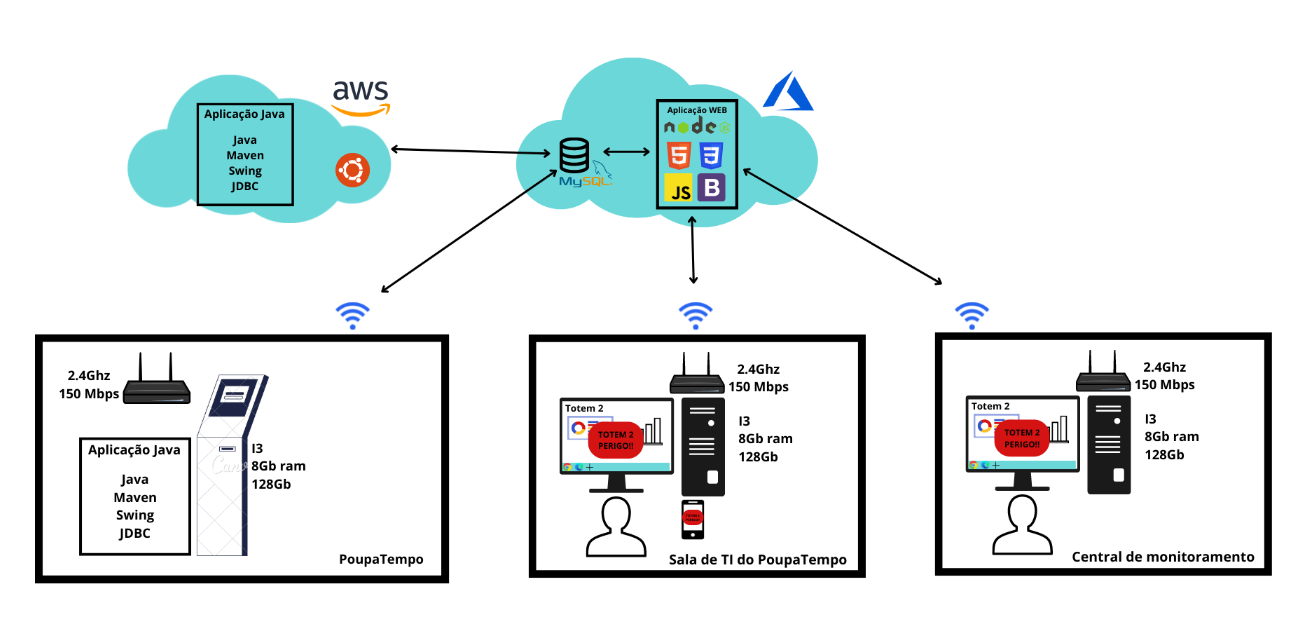 aws
Aplicação Java
Java
Maven
Swing
JDBC
MySQL
Aplicação WEB
node
5
3
JS
B
2.4Ghz
150 Mbps
Aplicação Java
Java
Maven
Swing
JDBC
I3
8Gb ram
128Gb
PoupaTempo
2.4Ghz
150 Mbps
Totem 2
TOTEM 2
PERIGO!!
I3
8Gb ram
128Gb
Sala de TI do PoupaTempo
2.4Ghz
150 Mbps
Totem 2
TOTEM 2
PERIGO!!
I3
8Gb ram
128Gb
Central de monitoramento